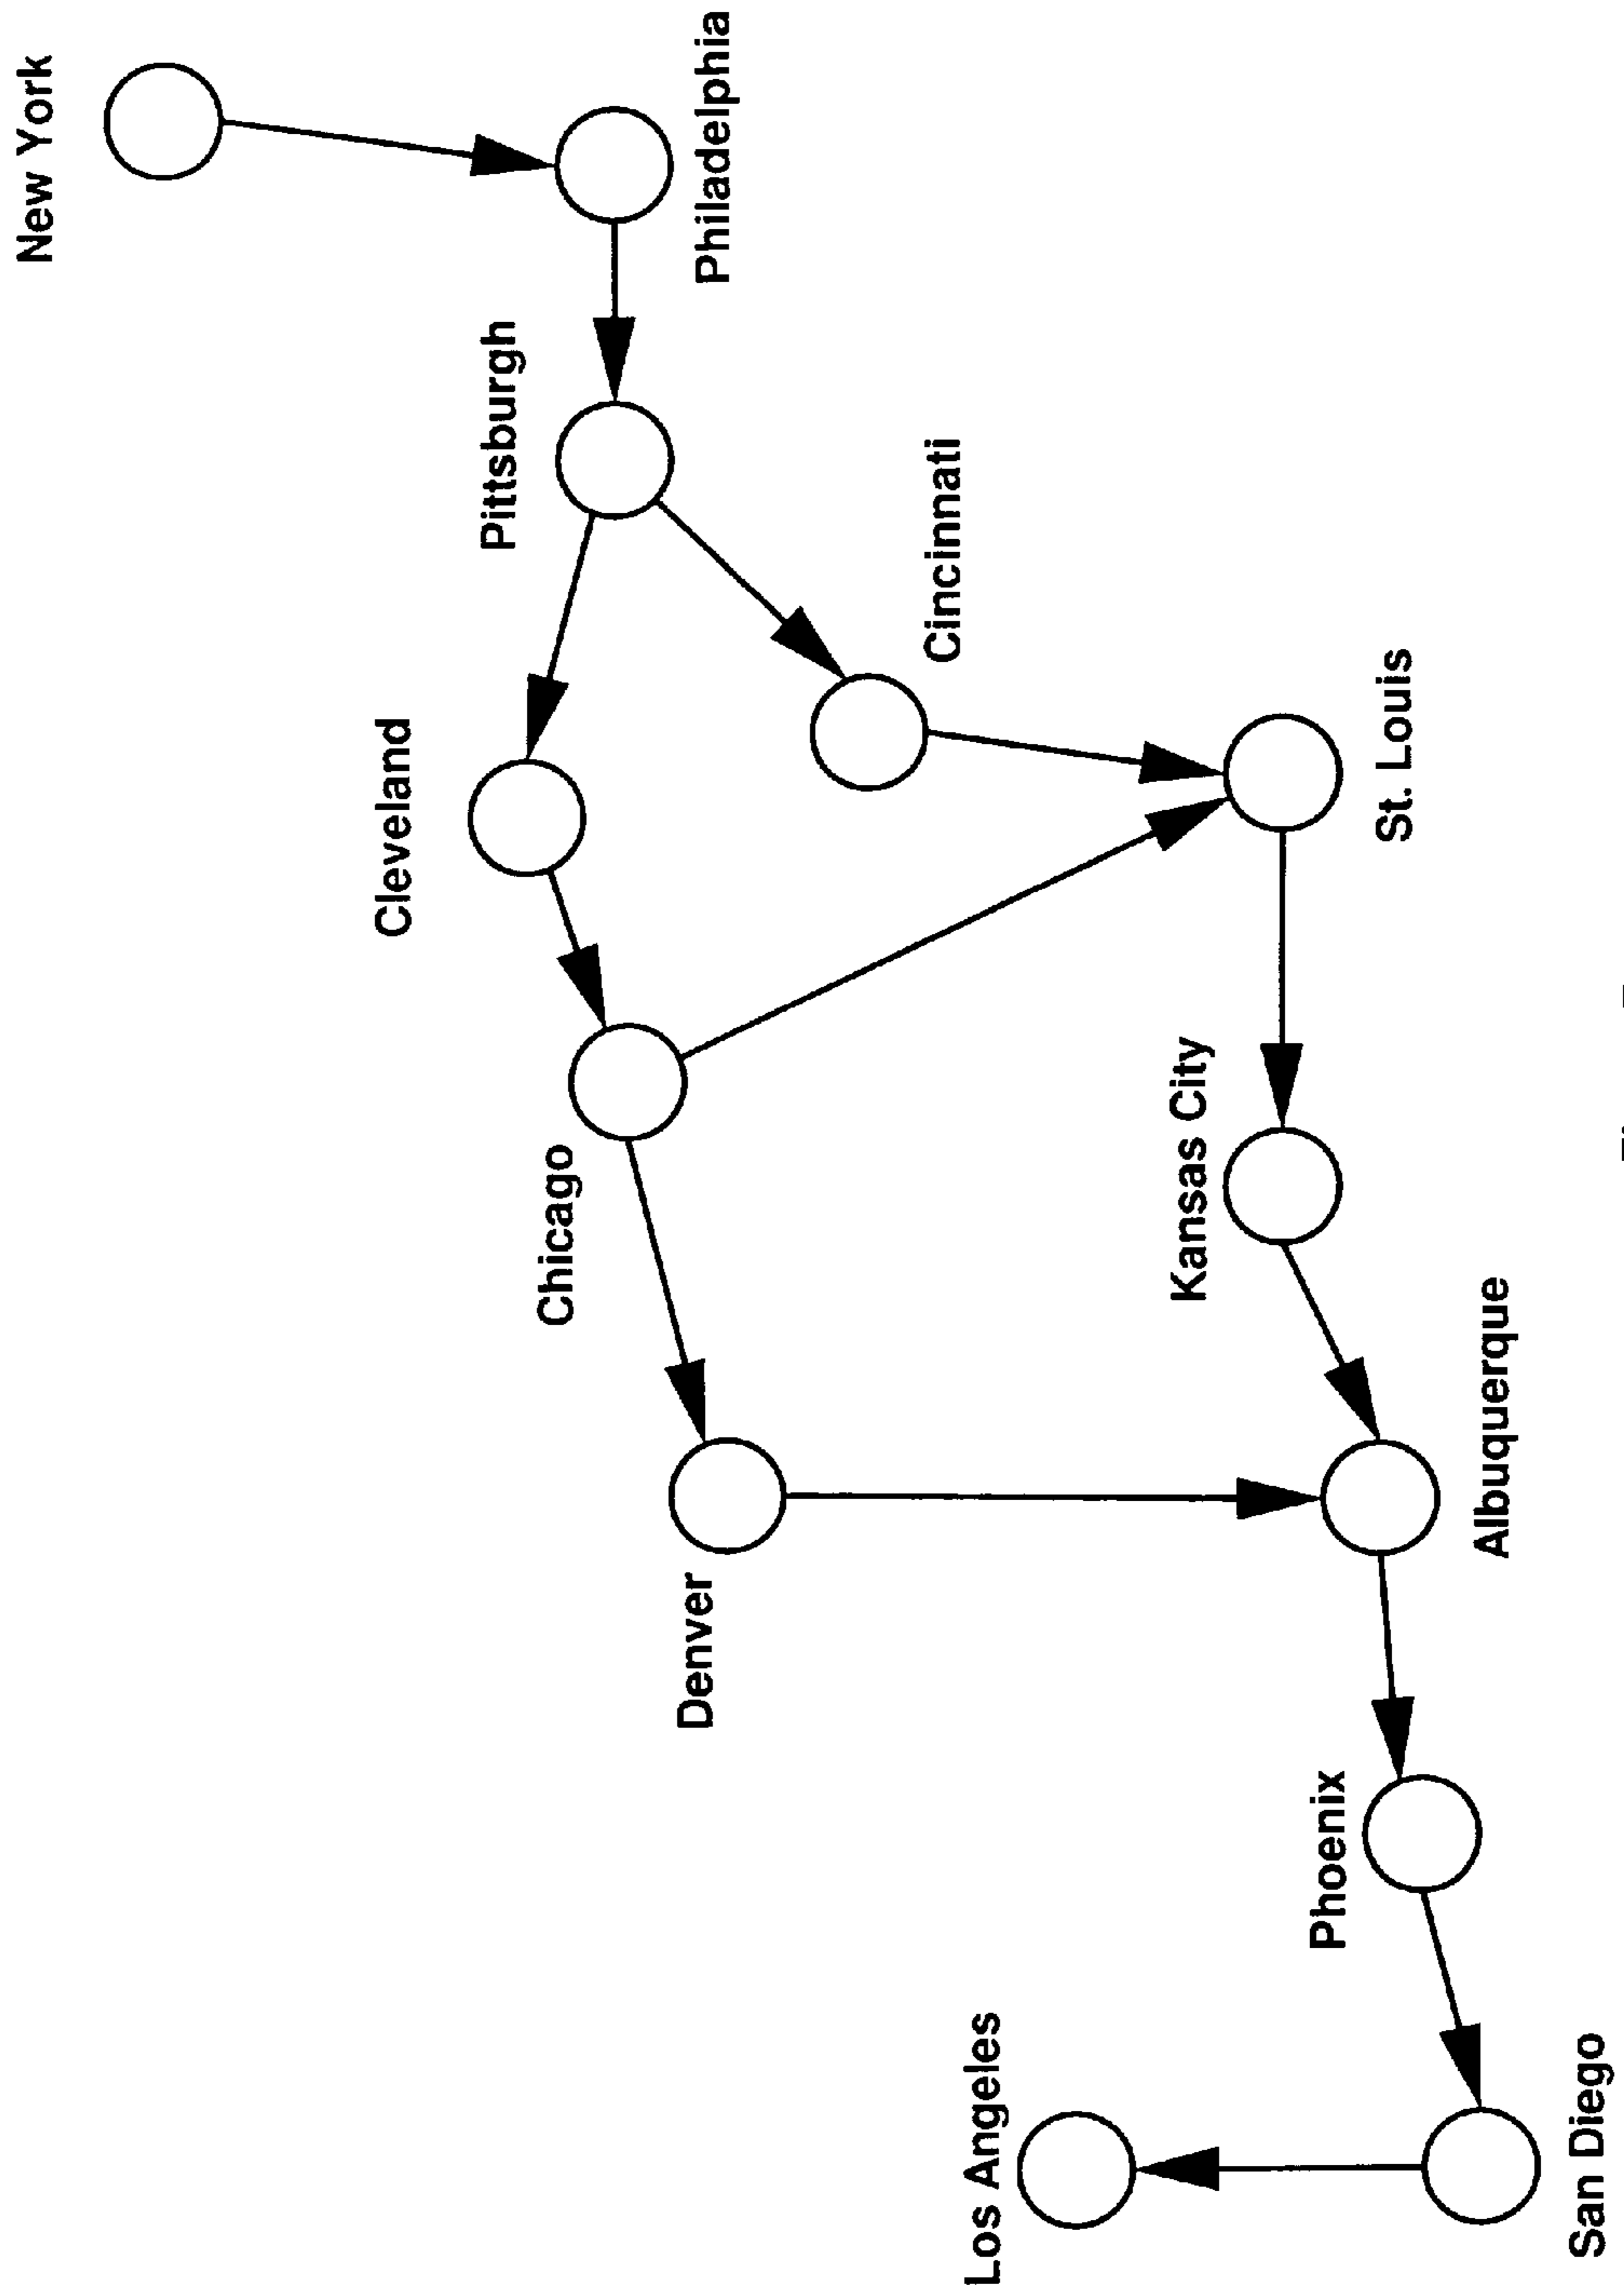 New York
Philadelphia
Pittsburgh
Cleveland
Cincinnati
Chicago
St. Louis
Kansas City
Denver
Albuquerque
Phoenix
Los Angeles
San Diego